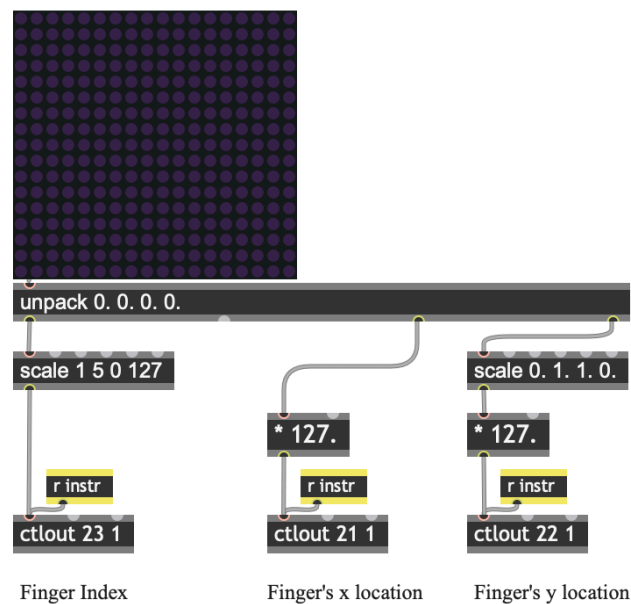 unpack 0. 0. 0. 0.
scale 1 5 0 127
scale 0. 1. 1. 0.
* 127.
* 127.
r instr
r instr
r instr
ctlout 23 1
ctlout 21 1
ctlout 22 1
Finger Index
Finger's x location
Finger's y location